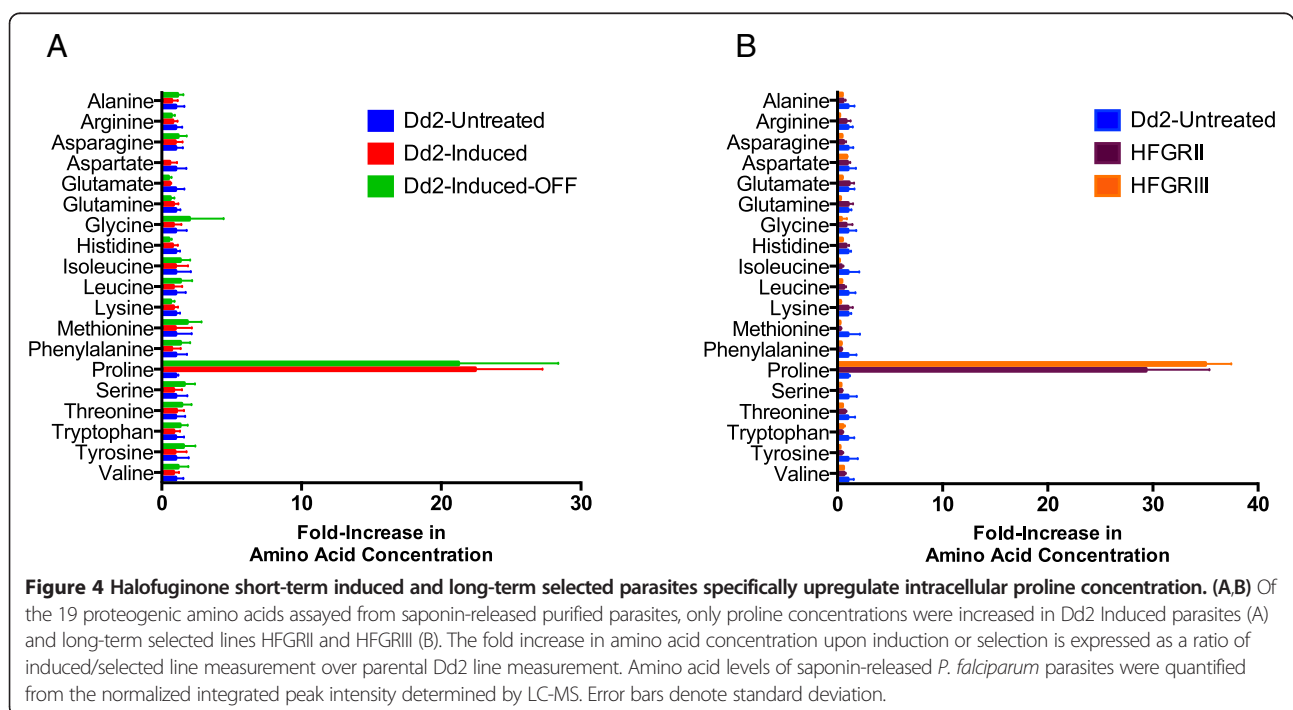 A
Alanine
Arginine
Asparagine
Aspartate
Glutamate
Glutamine
Glycine
Histidine
Isoleucine
Leucine
Lysine
Methionine
Phenylalanine
Proline
Serine
Threonine
Tryptophan
Tyrosine
Valine
Dd2-Untreated
Dd2-Induced
Dd2-Induced-OFF
0
10
20
30
Fold-Increase in
Amino Acid Concentration
B
Alanine
Arginine
Asparagine
Aspartate
Glutamate
Glutamine
Glycine
Histidine
Isoleucine
Leucine
Lysine
Methionine
Phenylalanine
Proline
Serine
Threonine
Tryptophan
Tyrosine
Valine
Dd2-Untreated
HFGRII
HFGRIII
0
10
20
30
40
Fold-Increase in
Amino Acid Concentration
Figure 4 Halofuginone short-term induced and long-term selected parasites specifically upregulate intracellular proline concentration. (A,B) Of
the 19 proteogenic amino acids assayed from saponin-released purified parasites, only proline concentrations were increased in Dd2 Induced parasites (A)
and long-term selected lines HFGRII and HFGRIII (B). The fold increase in amino acid concentration upon induction or selection is expressed as a ratio of
induced/selected line measurement over parental Dd2 line measurement. Amino acid levels of saponin-released P. falciparum parasites were quantified
from the normalized integrated peak intensity determined by LC-MS. Error bars denote standard deviation.